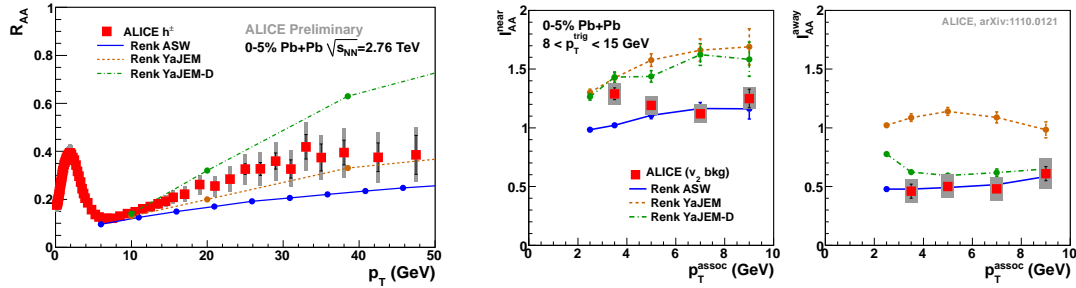 R_AA
1
0.8
0.6
0.4
0.2
0
0 10 20 30 40 50
p_T (GeV)
ALICE Preliminary
ALICE h^±
0-5% Pb+Pb √s_NN=2.76 TeV
Renk ASW
Renk YaJEM
Renk YaJEM-D
I_AA^near
2
1.5
1
0.5
0
0 2 4 6 8 10
p_T^assoc (GeV)
0-5% Pb+Pb
8 < p_T^trig < 15 GeV
ALICE (v_2 bkg)
Renk ASW
Renk YaJEM
Renk YaJEM-D
I_AA^away
2
1.5
1
0.5
0
0 2 4 6 8 10
p_T^assoc (GeV)
ALICE, arXiv:1110.0121